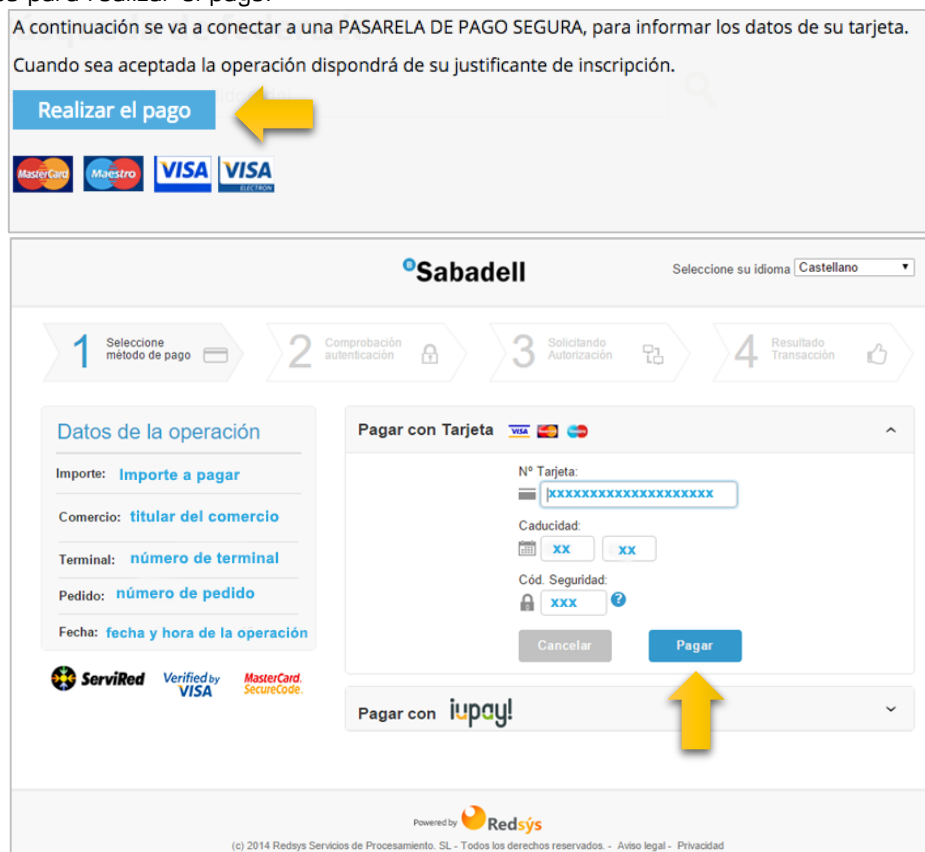 para realizar el pago.
A continuación se va a conectar a una PASARELA DE PAGO SEGURA, para informar los datos de su tarjeta.
Cuando sea aceptada la operación dispondrá de su justificante de inscripción.
Realizar el pago
MasterCard Maestro VISA VISA ELECTRON
Sabadell
Seleccione su idioma Castellano
1 Seleccione método de pago
2 Comprobación autenticación
3 Solicitando Autorización
4 Resultado Transacción
Datos de la operación
Importe: Importe a pagar
Comercio: titular del comercio
Terminal: número de terminal
Pedido: número de pedido
Fecha: fecha y hora de la operación
ServiRed Verified by VISA MasterCard. SecureCode.
Pagar con Tarjeta VISA
Nº Tarjeta:
xxxxxxxxxxxxxxxxxxxx
Caducidad:
xx xx
Cód. Seguridad:
xxx ?
Cancelar Pagar
Pagar con iupay!
Powered by Redsýs
(c) 2014 Redsys Servicios de Procesamiento. SL - Todos los derechos reservados. - Aviso legal - Privacidad